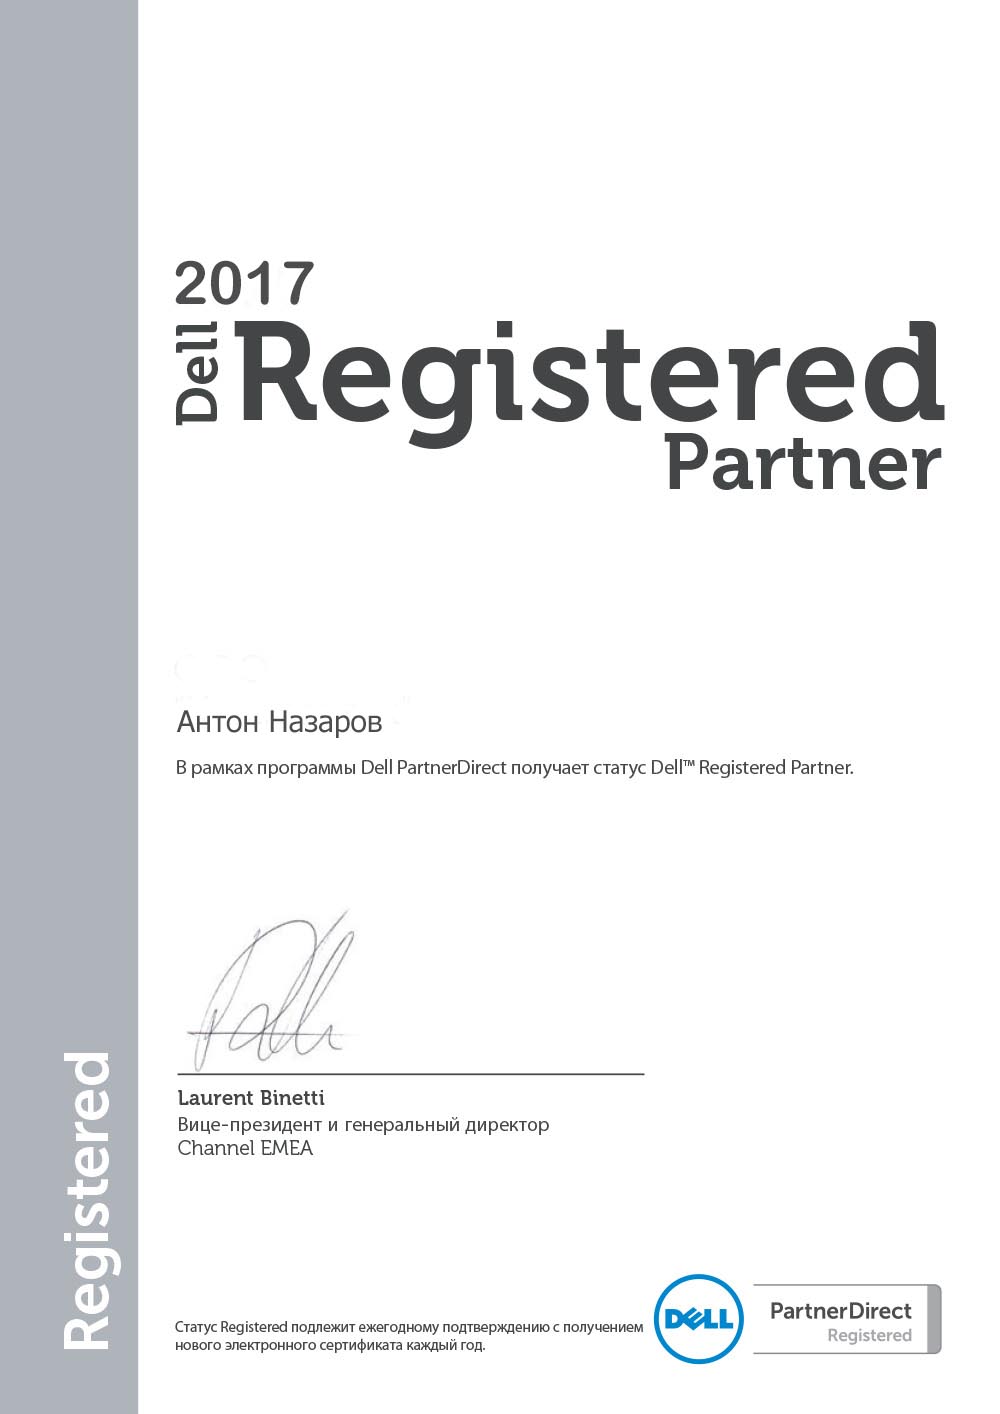 2017
Dell Registered
Partner
Антон Назаров
В рамках программы Dell PartnerDirect получает статус Dell™ Registered Partner.
Laurent Binetti
Вице-президент и генеральный директор
Channel EMEA
Registered
Статус Registered подлежит ежегодному подтверждению с получением
нового электронного сертификата каждый год.
DELL
PartnerDirect
Registered